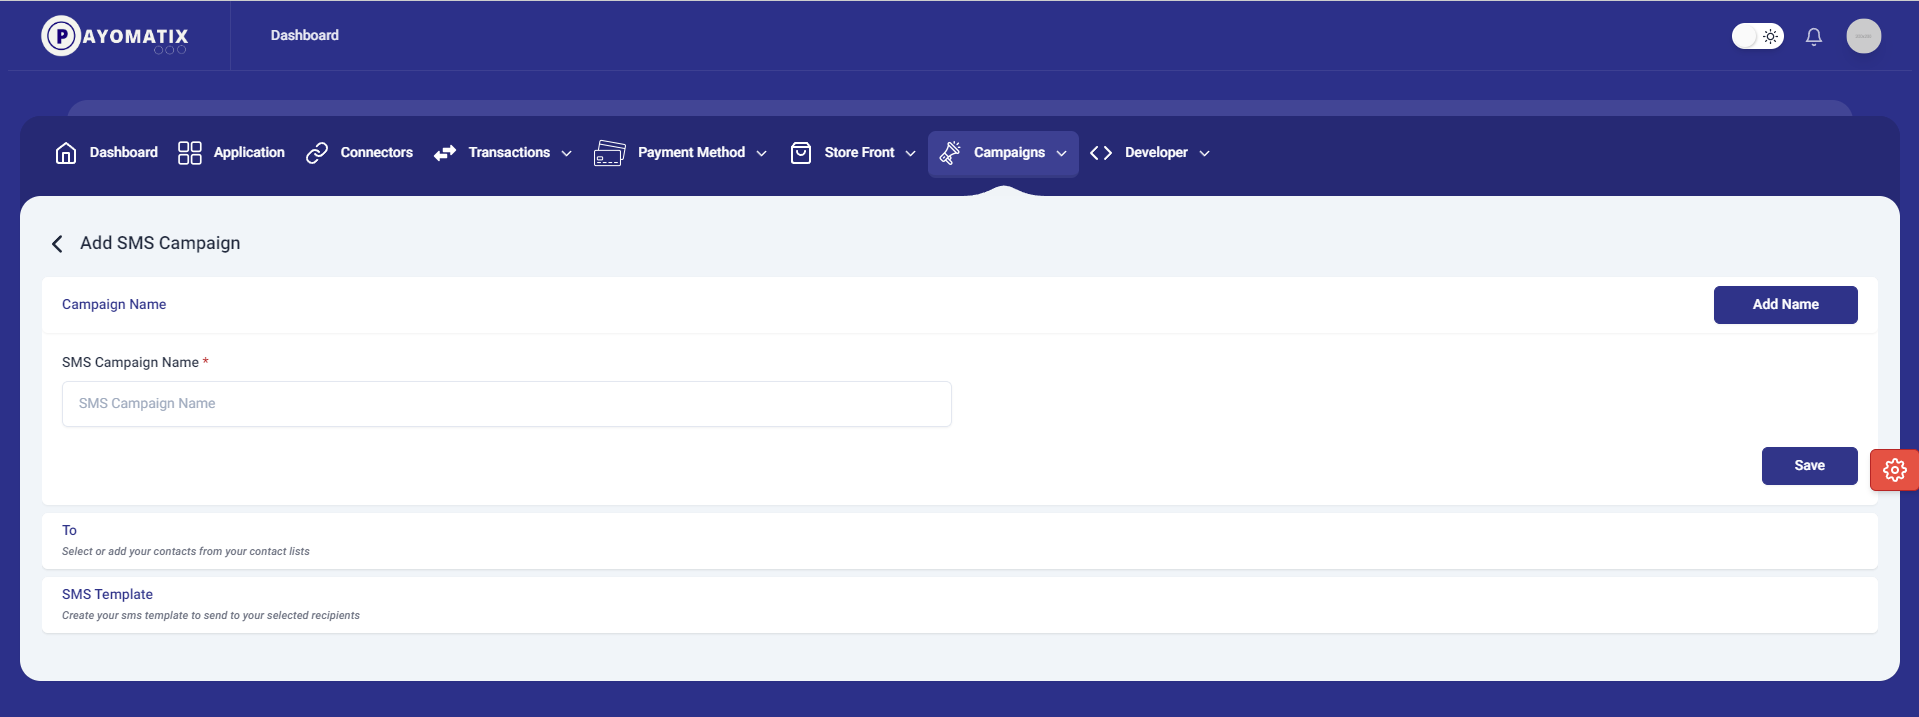 PAYOMATIX
Dashboard
Dashboard Application Connectors Transactions Payment Method Store Front Campaigns Developer
Add SMS Campaign
Campaign Name
Add Name
SMS Campaign Name *
SMS Campaign Name
Save
To
Select or add your contacts from your contact lists
SMS Template
Create your sms template to send to your selected recipients